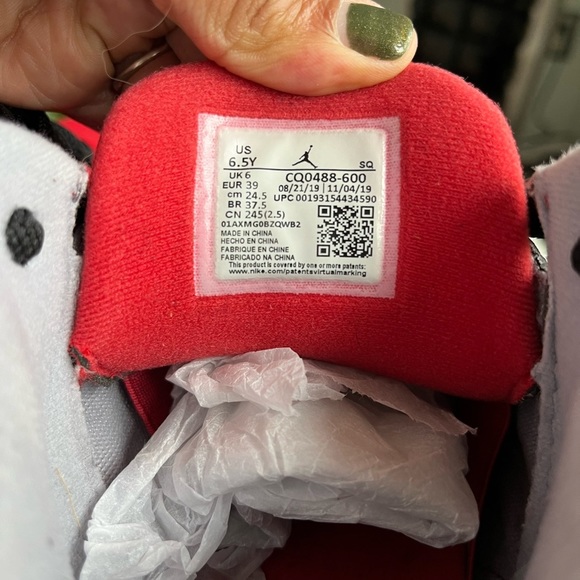 US
6.5Y
SQ
UK 6
EUR 39
cm 24.5
BR 37.5
CN 245(2.5)
CQ0488-600
08/21/19 11/04/19
UPC 00193154434590
01AXMG0BZQWB2
MADE IN CHINA
HECHO EN CHINA
FABRIQUE EN CHINE
FABRICADO NA CHINA
This product is covered by one or more patents:
www.nike.com/patentsvirtualmarking